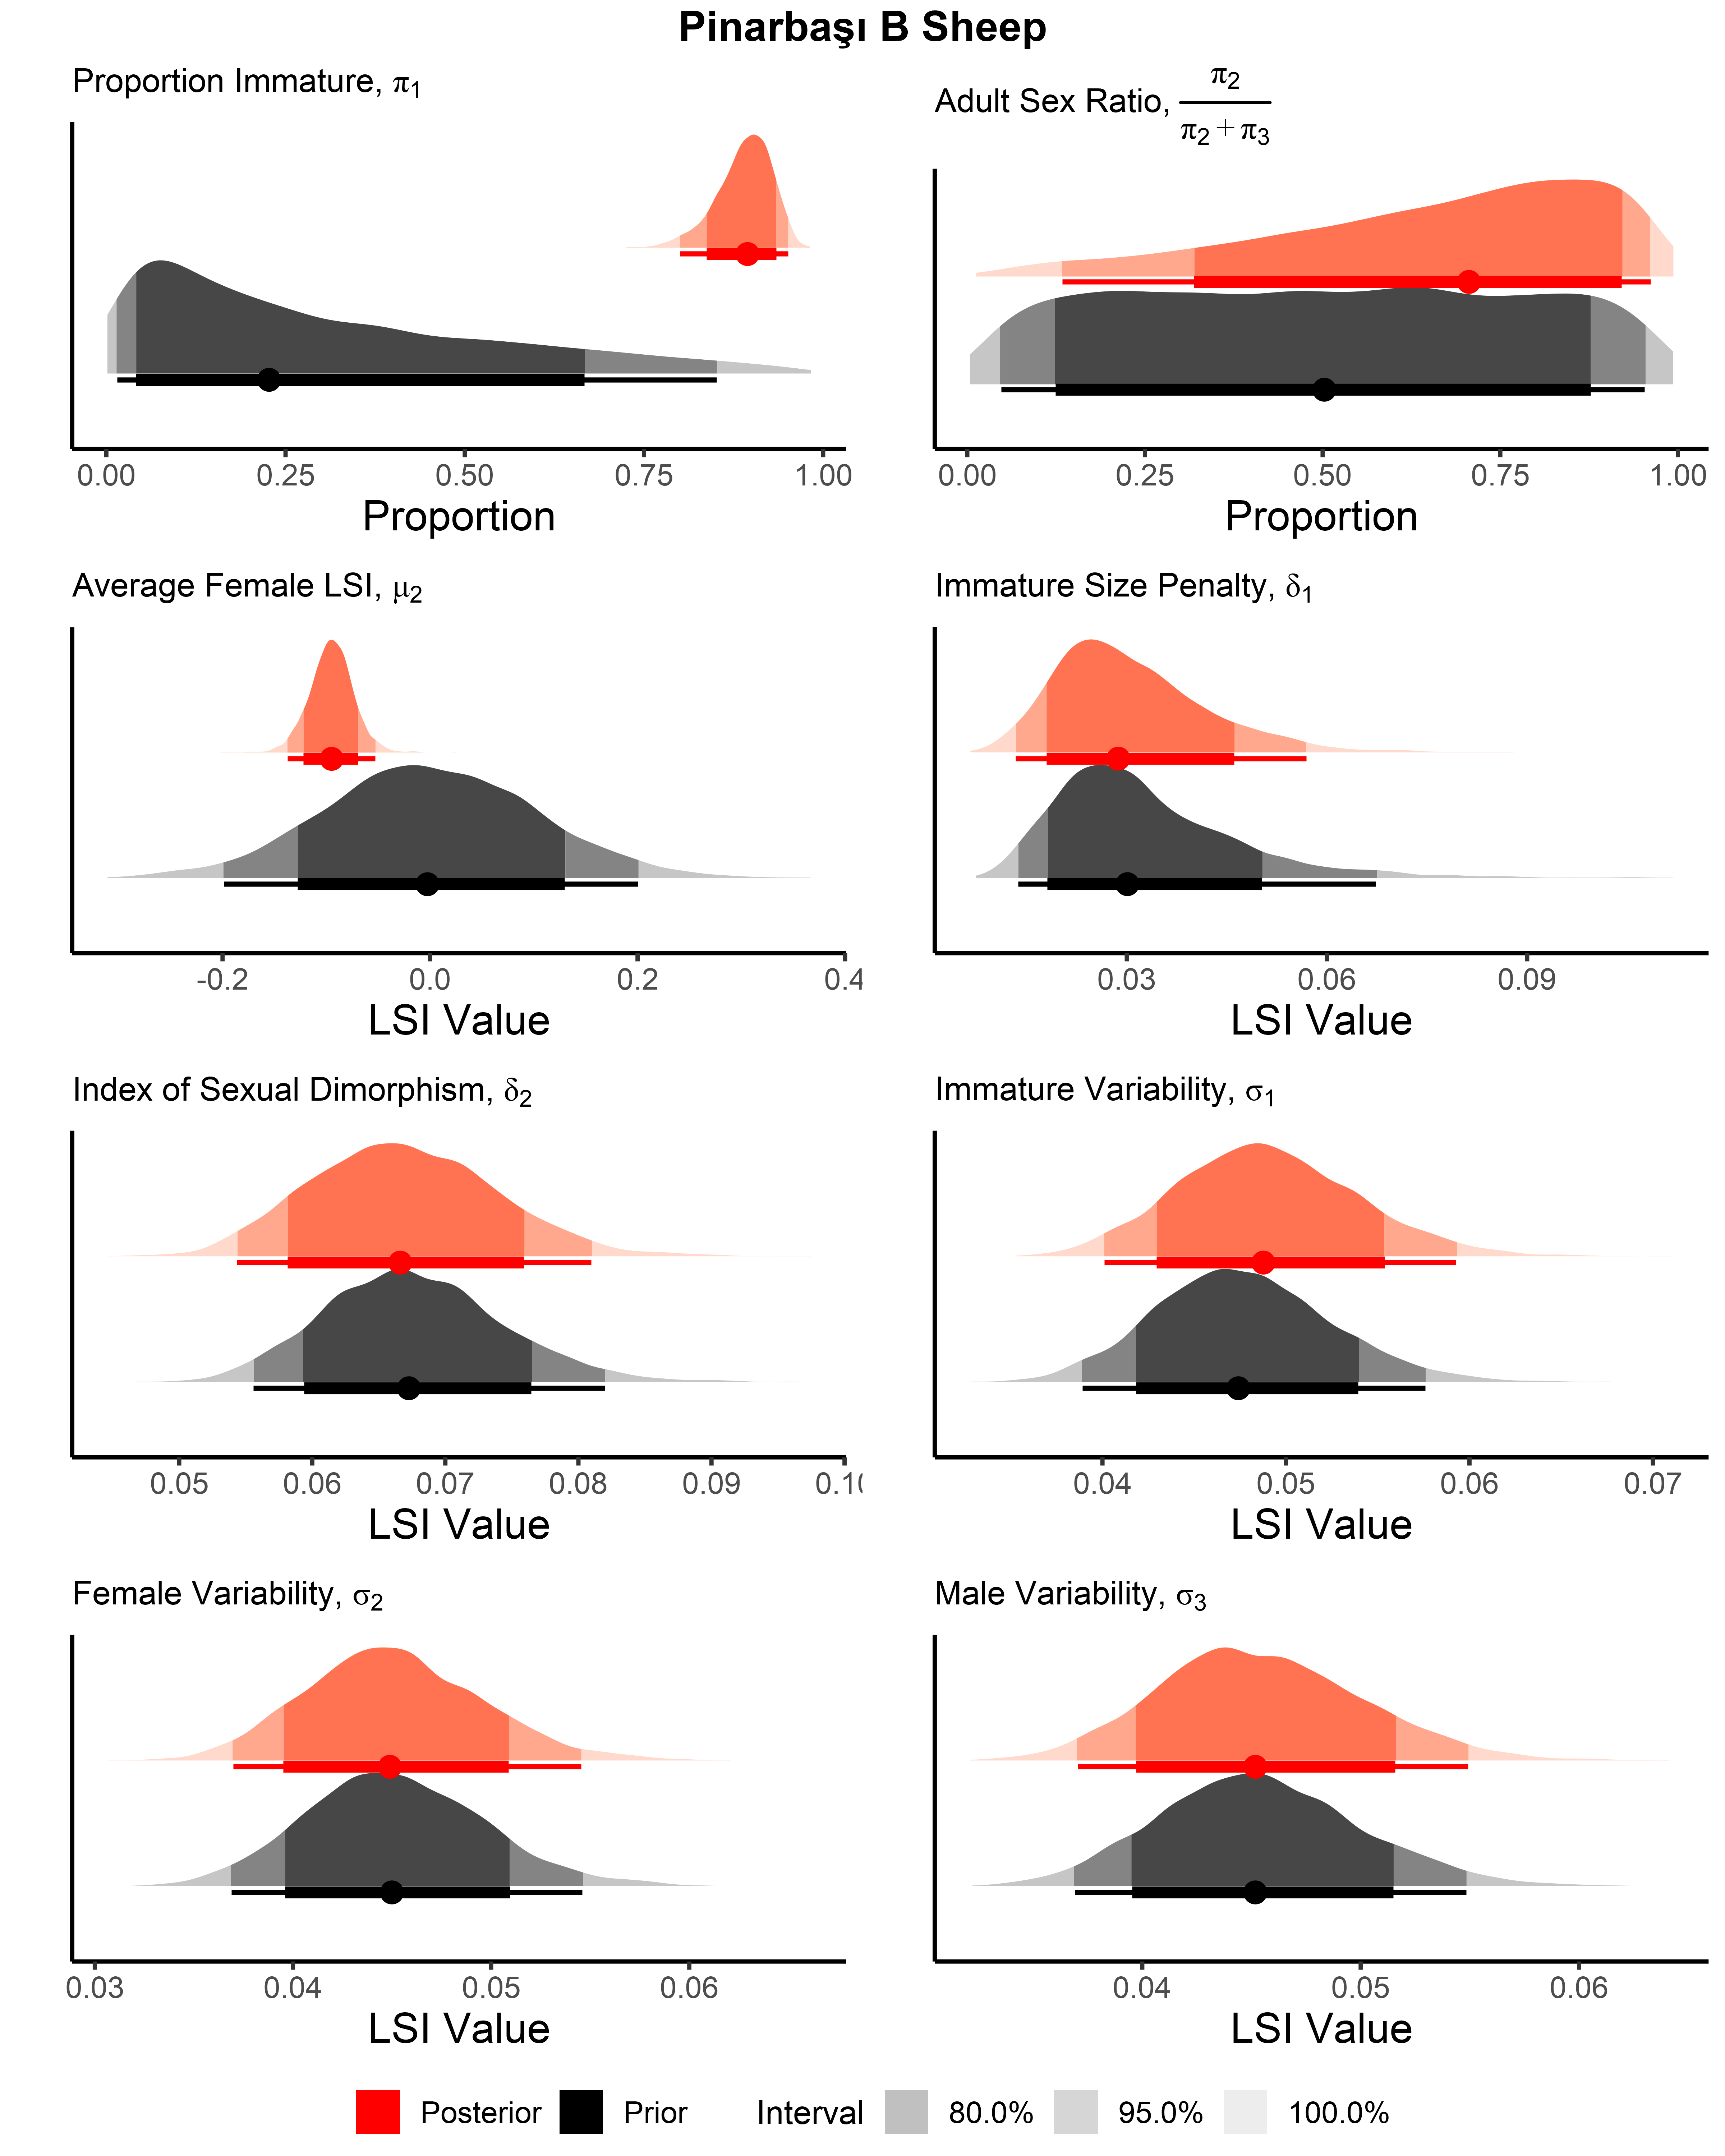 Pinarbaşı B Sheep
Proportion Immature, π1
0.00 0.25 0.50 0.75 1.00
Proportion
Adult Sex Ratio, π2
π2 + π3
0.00 0.25 0.50 0.75 1.00
Proportion
Average Female LSI, μ2
-0.2 0.0 0.2 0.4
LSI Value
Immature Size Penalty, δ1
0.03 0.06 0.09
LSI Value
Index of Sexual Dimorphism, δ2
0.05 0.06 0.07 0.08 0.09 0.10
LSI Value
Immature Variability, σ1
0.04 0.05 0.06 0.07
LSI Value
Female Variability, σ2
0.03 0.04 0.05 0.06
LSI Value
Male Variability, σ3
0.04 0.05 0.06
LSI Value
Posterior Prior Interval 80.0% 95.0% 100.0%